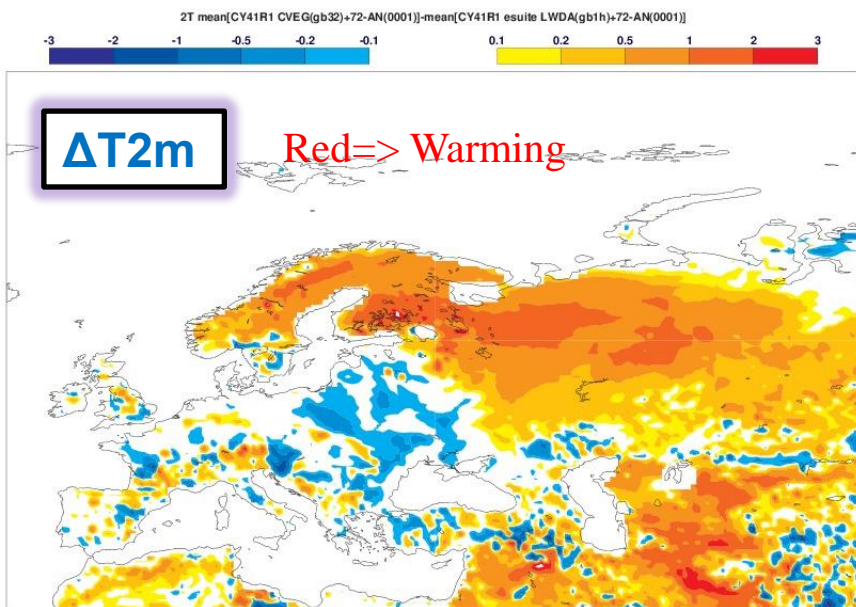 2T mean[CY41R1 CVEG(gb32)+72-AN(0001)]-mean[CY41R1 esuite LWDA(gb1h)+72-AN(0001)]
-3 -2 -1 -0.5 -0.2 -0.1 0.1 0.2 0.5 1 2 3
ΔT2m Red=> Warming